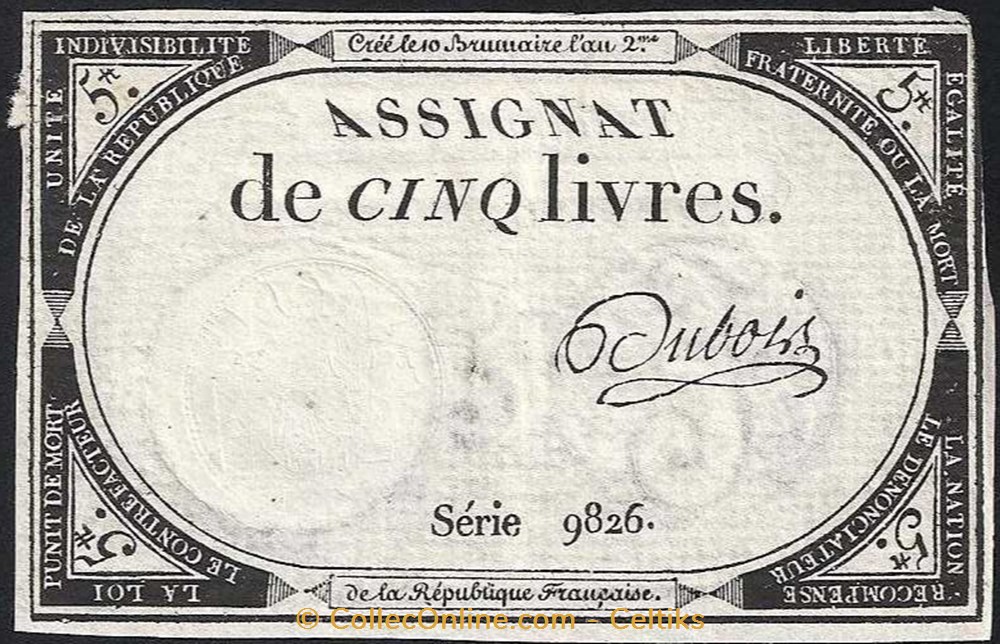 Créé le 10 Brumaire l'an 2.me
UNITE
INDIVISIBILITE
DE LA REPUBLIQUE
5.#
LIBERTE
EGALITE
FRATERNITE OU LA MORT
5.#
ASSIGNAT
de CINQ livres.
Dubois
Série 9826.
LA LOI
PUNIT DE MORT
LE CONTREFACTEUR
5.#
LA NATION
RECOMPENSE
LE DENONCIATEUR
5.#
de la République Française.
© CollecOnline.com - Celtiks